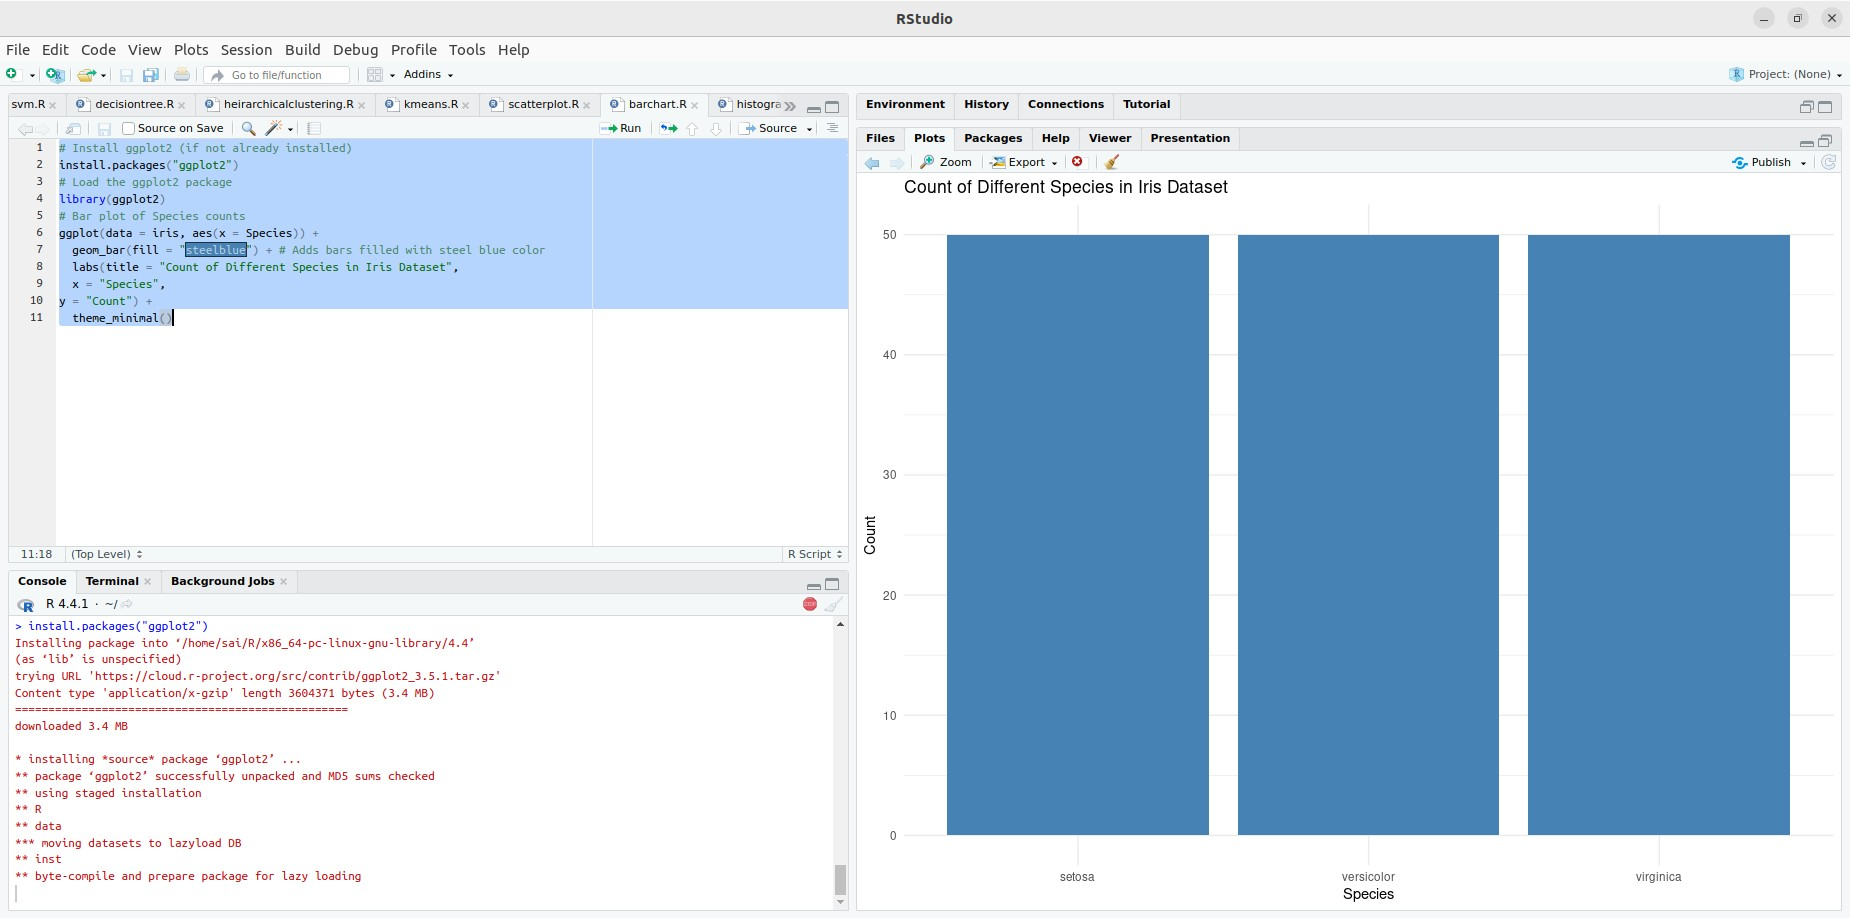 RStudio
File Edit Code View Plots Session Build Debug Profile Tools Help
Go to file/function Addins Project: (None)
svm.R decisiontree.R heirarchicalclustering.R kmeans.R scatterplot.R barchart.R histogra
Source on Save Run Source
1 # Install ggplot2 (if not already installed)
2 install.packages("ggplot2")
3 # Load the ggplot2 package
4 library(ggplot2)
5 # Bar plot of Species counts
6 ggplot(data = iris, aes(x = Species)) +
7 geom_bar(fill = "steelblue") + # Adds bars filled with steel blue color
8 labs(title = "Count of Different Species in Iris Dataset",
9 x = "Species",
10 y = "Count") +
11 theme_minimal()
11:18 (Top Level) R Script
Console Terminal Background Jobs
R 4.4.1 · ~/
> install.packages("ggplot2")
Installing package into ‘/home/sai/R/x86_64-pc-linux-gnu-library/4.4’
(as ‘lib’ is unspecified)
trying URL 'https://cloud.r-project.org/src/contrib/ggplot2_3.5.1.tar.gz'
Content type 'application/x-gzip' length 3604371 bytes (3.4 MB)
==================================================
downloaded 3.4 MB
* installing *source* package ‘ggplot2’ ...
** package ‘ggplot2’ successfully unpacked and MD5 sums checked
** using staged installation
** R
** data
*** moving datasets to lazyload DB
** inst
** byte-compile and prepare package for lazy loading
Environment History Connections Tutorial
Files Plots Packages Help Viewer Presentation
Zoom Export Publish
Count of Different Species in Iris Dataset
50
40
30
20
10
0
Count
setosa versicolor virginica
Species